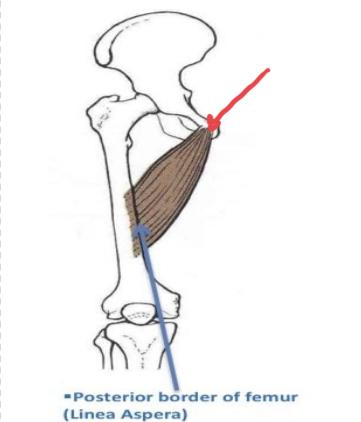 ▪Posterior border of femur
(Linea Aspera)